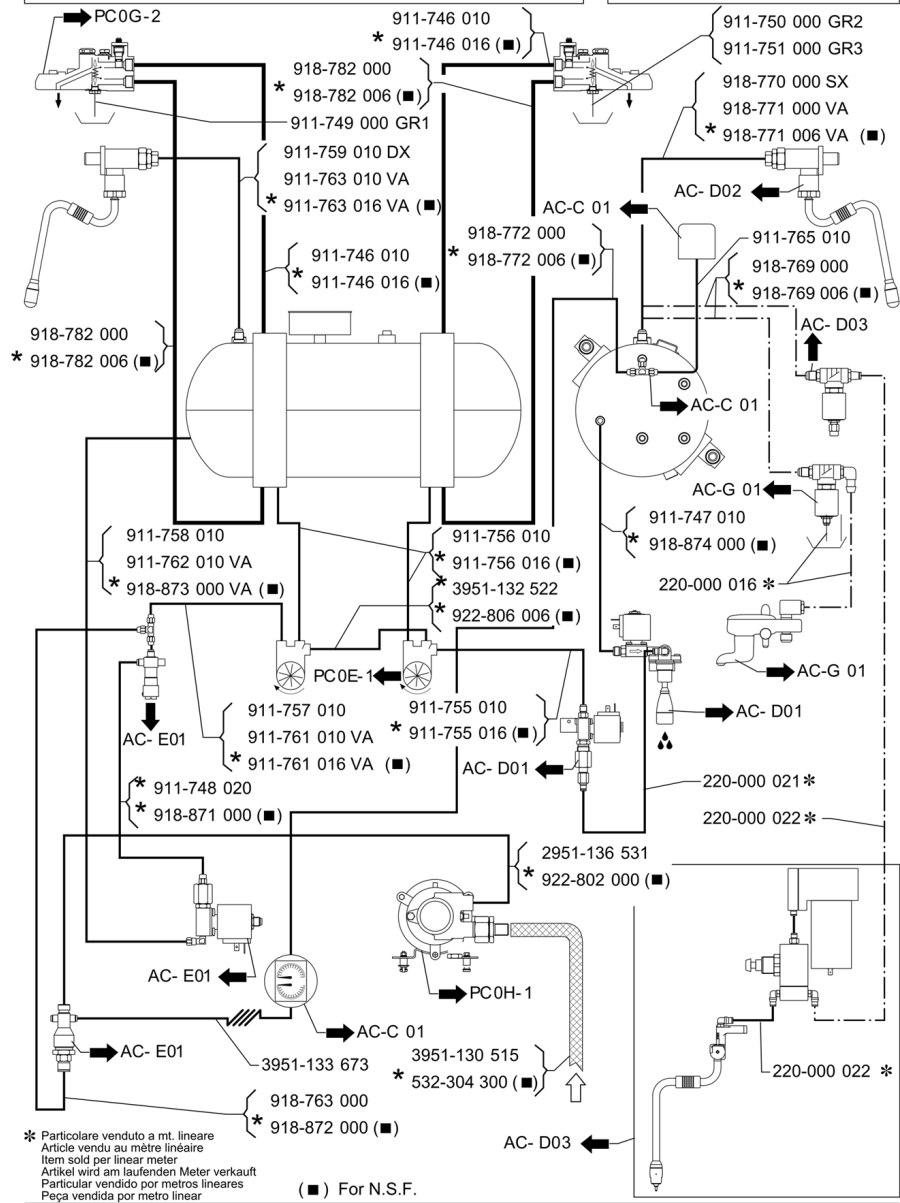 PC0G-2
911-746 010
* 911-746 016 (■)
911-750 000 GR2
911-751 000 GR3
918-782 000
* 918-782 006 (■)
911-749 000 GR1
918-770 000 SX
918-771 000 VA
* 918-771 006 VA (■)
911-759 010 DX
911-763 010 VA
* 911-763 016 VA (■)
AC- D02
AC-C 01
918-772 000
* 918-772 006 (■)
911-765 010
911-746 010
* 911-746 016 (■)
918-769 000
* 918-769 006 (■)
918-782 000
* 918-782 006 (■)
AC- D03
AC-C 01
AC-G 01
911-747 010
* 918-874 000 (■)
911-758 010
911-762 010 VA
* 918-873 000 VA (■)
911-756 010
* 911-756 016 (■)
* 3951-132 522
* 922-806 006 (■)
220-000 016 *
PC0E-1
AC-G 01
AC- E01
911-757 010
911-761 010 VA
* 911-761 016 VA (■)
911-755 010
* 911-755 016 (■)
AC- D01
AC- D01
* 911-748 020
* 918-871 000 (■)
220-000 021 *
220-000 022 *
2951-136 531
* 922-802 000 (■)
AC- E01
PC0H-1
AC-C 01
AC- E01
3951-133 673
3951-130 515
* 532-304 300 (■)
220-000 022 *
918-763 000
* 918-872 000 (■)
AC- D03
* Particolare venduto a mt. lineare
Article vendu au mètre linéaire
Item sold per linear meter
Artikel wird am laufenden Meter verkauft
Particular vendido por metros lineares
Peça vendida por metro linear
(■) For N.S.F.